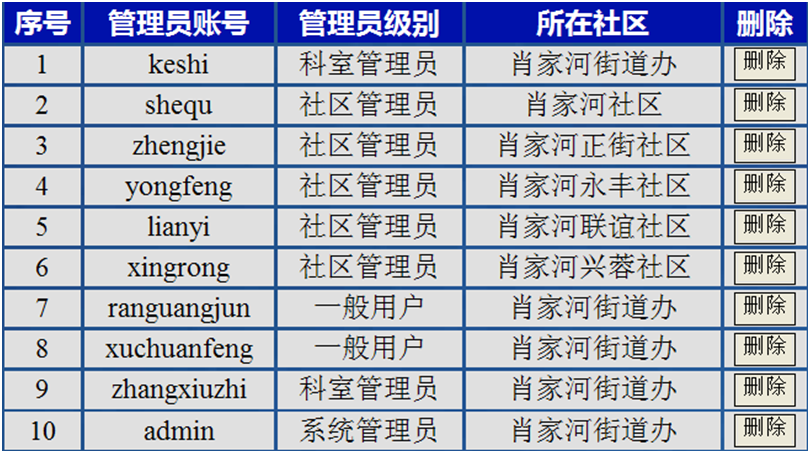 序号 管理员账号 管理员级别 所在社区 删除
1 keshi 科室管理员 肖家河街道办 删除
2 shequ 社区管理员 肖家河社区 删除
3 zhengjie 社区管理员 肖家河正街社区 删除
4 yongfeng 社区管理员 肖家河永丰社区 删除
5 lianyi 社区管理员 肖家河联谊社区 删除
6 xingrong 社区管理员 肖家河兴蓉社区 删除
7 ranguangjun 一般用户 肖家河街道办 删除
8 xuchuanfeng 一般用户 肖家河街道办 删除
9 zhangxiuzhi 科室管理员 肖家河街道办 删除
10 admin 系统管理员 肖家河街道办 删除